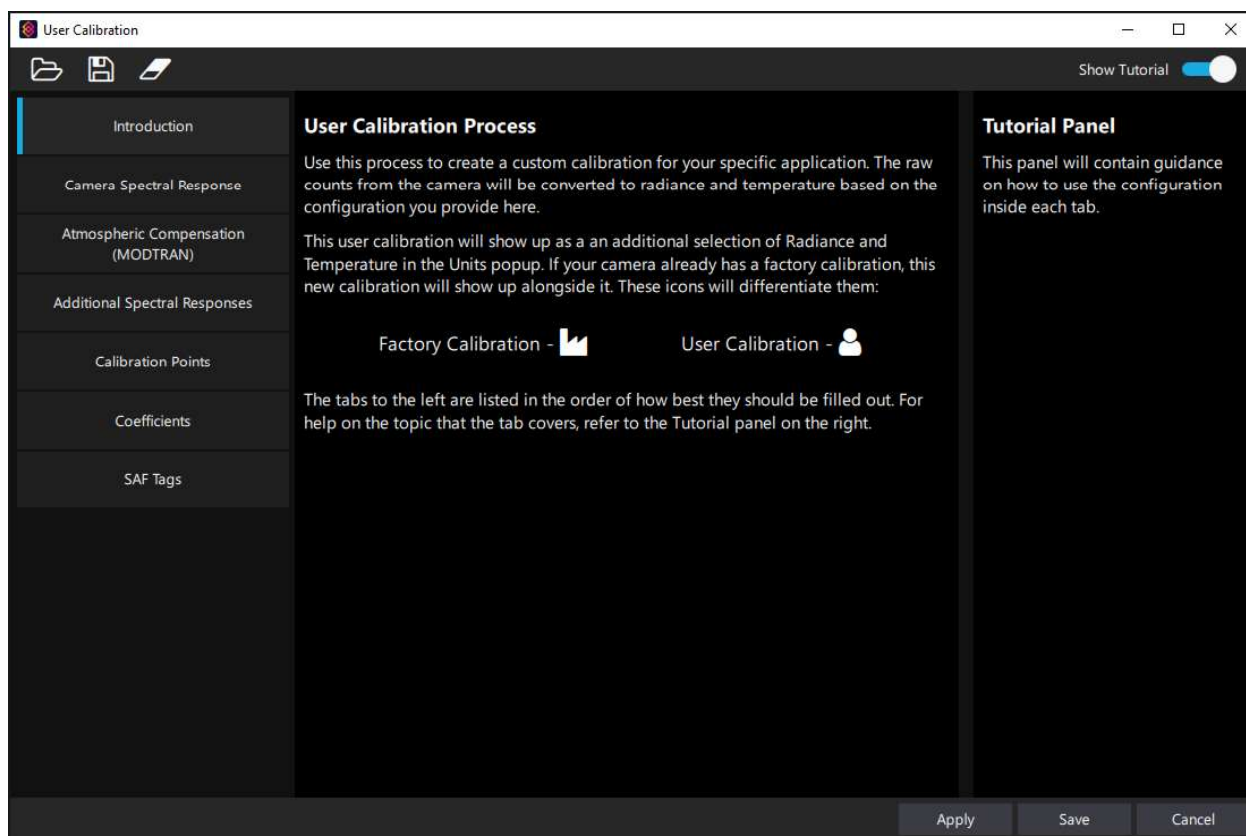 User Calibration
Show Tutorial
Introduction
Camera Spectral Response
Atmospheric Compensation
(MODTRAN)
Additional Spectral Responses
Calibration Points
Coefficients
SAF Tags
User Calibration Process
Use this process to create a custom calibration for your specific application. The raw
counts from the camera will be converted to radiance and temperature based on the
configuration you provide here.
This user calibration will show up as a an additional selection of Radiance and
Temperature in the Units popup. If your camera already has a factory calibration, this
new calibration will show up alongside it. These icons will differentiate them:
Factory Calibration -
User Calibration -
The tabs to the left are listed in the order of how best they should be filled out. For
help on the topic that the tab covers, refer to the Tutorial panel on the right.
Tutorial Panel
This panel will contain guidance
on how to use the configuration
inside each tab.
Apply
Save
Cancel